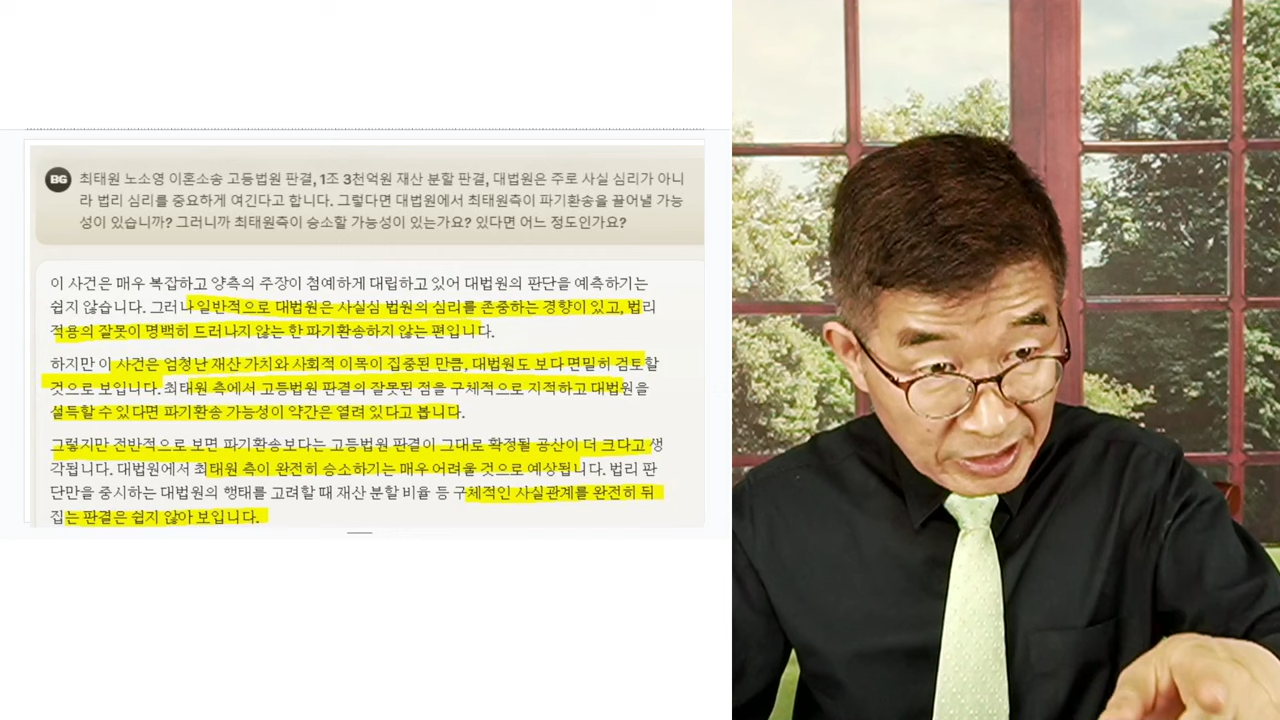 BG
최태원 노소영 이혼소송 고등법원 판결, 1조 3천억원 재산 분할 판결, 대법원은 주로 사실 심리가 아니
라 법리 심리를 중요하게 여긴다고 합니다. 그렇다면 대법원에서 최태원측이 파기환송을 끌어낼 가능
성이 있습니까? 그러니까 최태원측이 승소할 가능성이 있는가요? 있다면 어느 정도인가요?
이 사건은 매우 복잡하고 양측의 주장이 첨예하게 대립하고 있어 대법원의 판단을 예측하기는
쉽지 않습니다. 그러나 일반적으로 대법원은 사실심 법원의 심리를 존중하는 경향이 있고, 법리
적용의 잘못이 명백히 드러나지 않는 한 파기환송하지 않는 편입니다.
하지만 이 사건은 엄청난 재산 가치와 사회적 이목이 집중된 만큼, 대법원도 보다 면밀히 검토할
것으로 보입니다. 최태원 측에서 고등법원 판결의 잘못된 점을 구체적으로 지적하고 대법원을
설득할 수 있다면 파기환송 가능성이 약간은 열려 있다고 봅니다.
그렇지만 전반적으로 보면 파기환송보다는 고등법원 판결이 그대로 확정될 공산이 더 크다고 생
각됩니다. 대법원에서 최태원 측이 완전히 승소하기는 매우 어려울 것으로 예상됩니다. 법리 판
단만을 중시하는 대법원의 행태를 고려할 때 재산 분할 비율 등 구체적인 사실관계를 완전히 뒤
집는 판결은 쉽지 않아 보입니다.